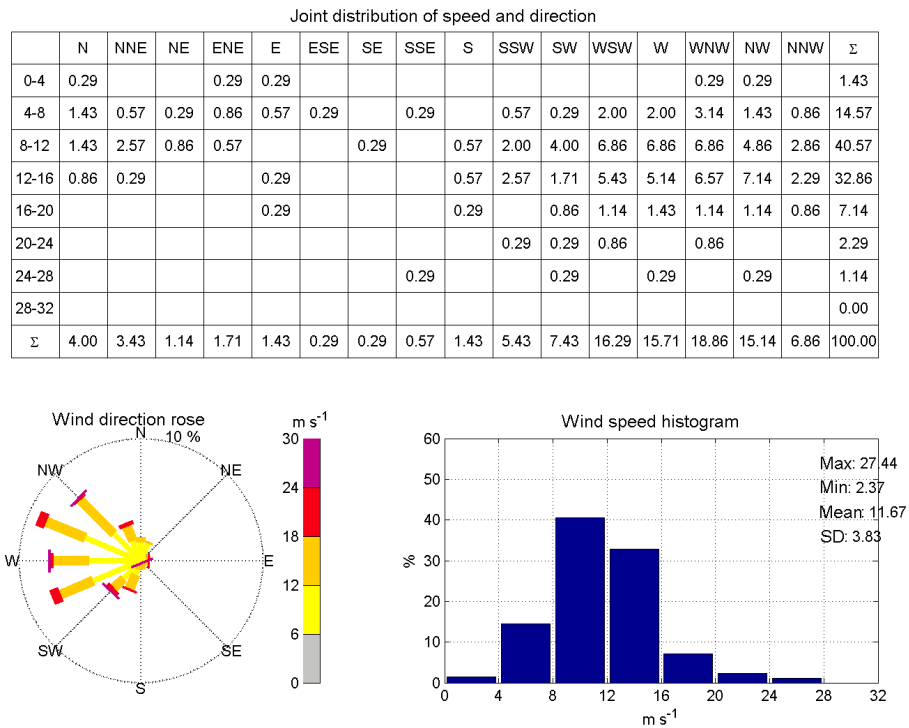 Joint distribution of speed and direction
N NNE NE ENE E ESE SE SSE S SSW SW WSW W WNW NW NNW Σ
0-4 0.29 0.29 0.29 0.29 0.29 1.43
4-8 1.43 0.57 0.29 0.86 0.57 0.29 0.29 0.57 0.29 2.00 2.00 3.14 1.43 0.86 14.57
8-12 1.43 2.57 0.86 0.57 0.29 0.57 2.00 4.00 6.86 6.86 6.86 4.86 2.86 40.57
12-16 0.86 0.29 0.29 0.57 2.57 1.71 5.43 5.14 6.57 7.14 2.29 32.86
16-20 0.29 0.29 0.86 1.14 1.43 1.14 1.14 0.86 7.14
20-24 0.29 0.29 0.86 0.86 2.29
24-28 0.29 0.29 0.29 0.29 1.14
28-32 0.00
Σ 4.00 3.43 1.14 1.71 1.43 0.29 0.29 0.57 1.43 5.43 7.43 16.29 15.71 18.86 15.14 6.86 100.00
Wind direction rose
N
10 %
NW
NE
W
E
SW
SE
S
m s-1
30
24
18
12
6
0
Wind speed histogram
60
50
40
30
20
10
0
%
Max: 27.44
Min: 2.37
Mean: 11.67
SD: 3.83
0 4 8 12 16 20 24 28 32
m s-1